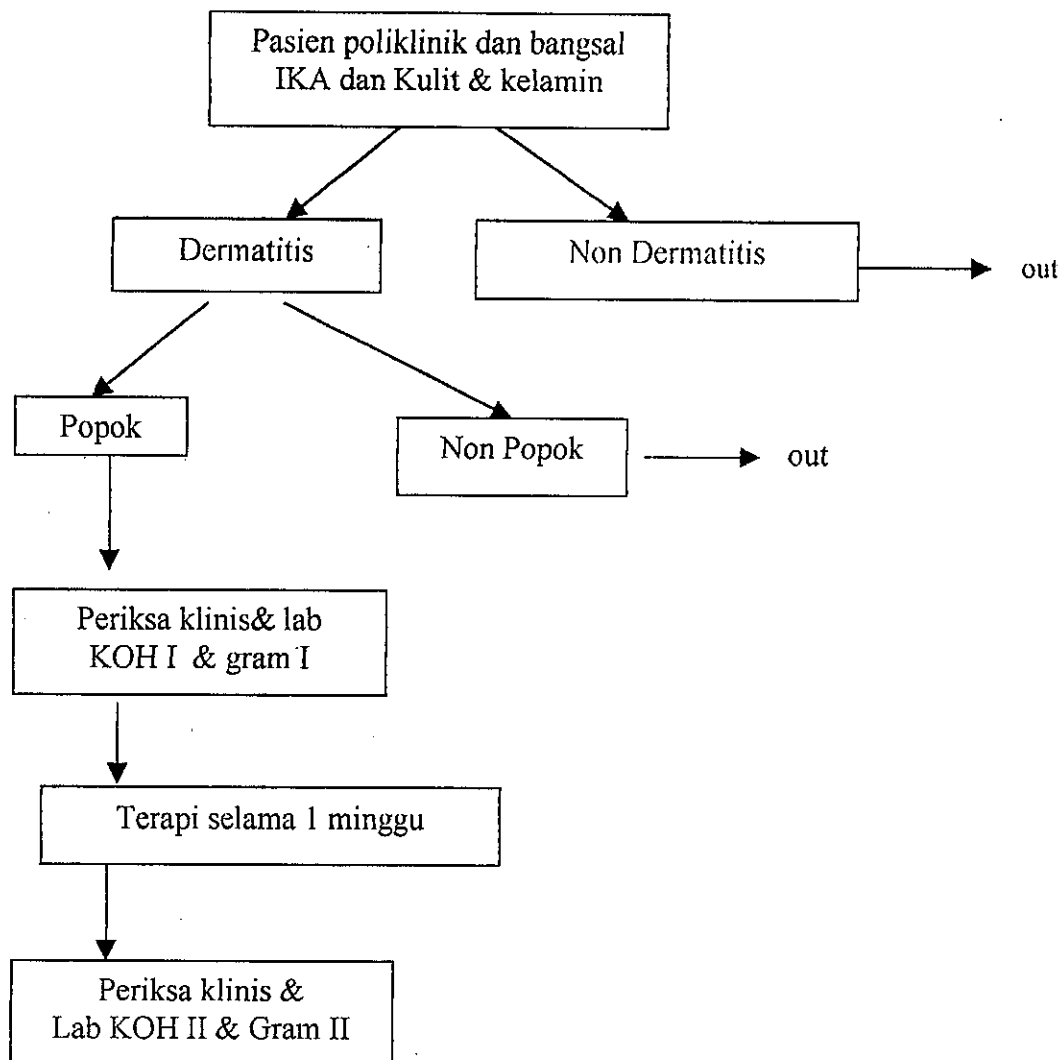 Pasien poliklinik dan bangsal
IKA dan Kulit & kelamin
Dermatitis
Non Dermatitis
out
Popok
Non Popok
out
Periksa klinis& lab
KOH I & gram I
Terapi selama 1 minggu
Periksa klinis &
Lab KOH II & Gram II